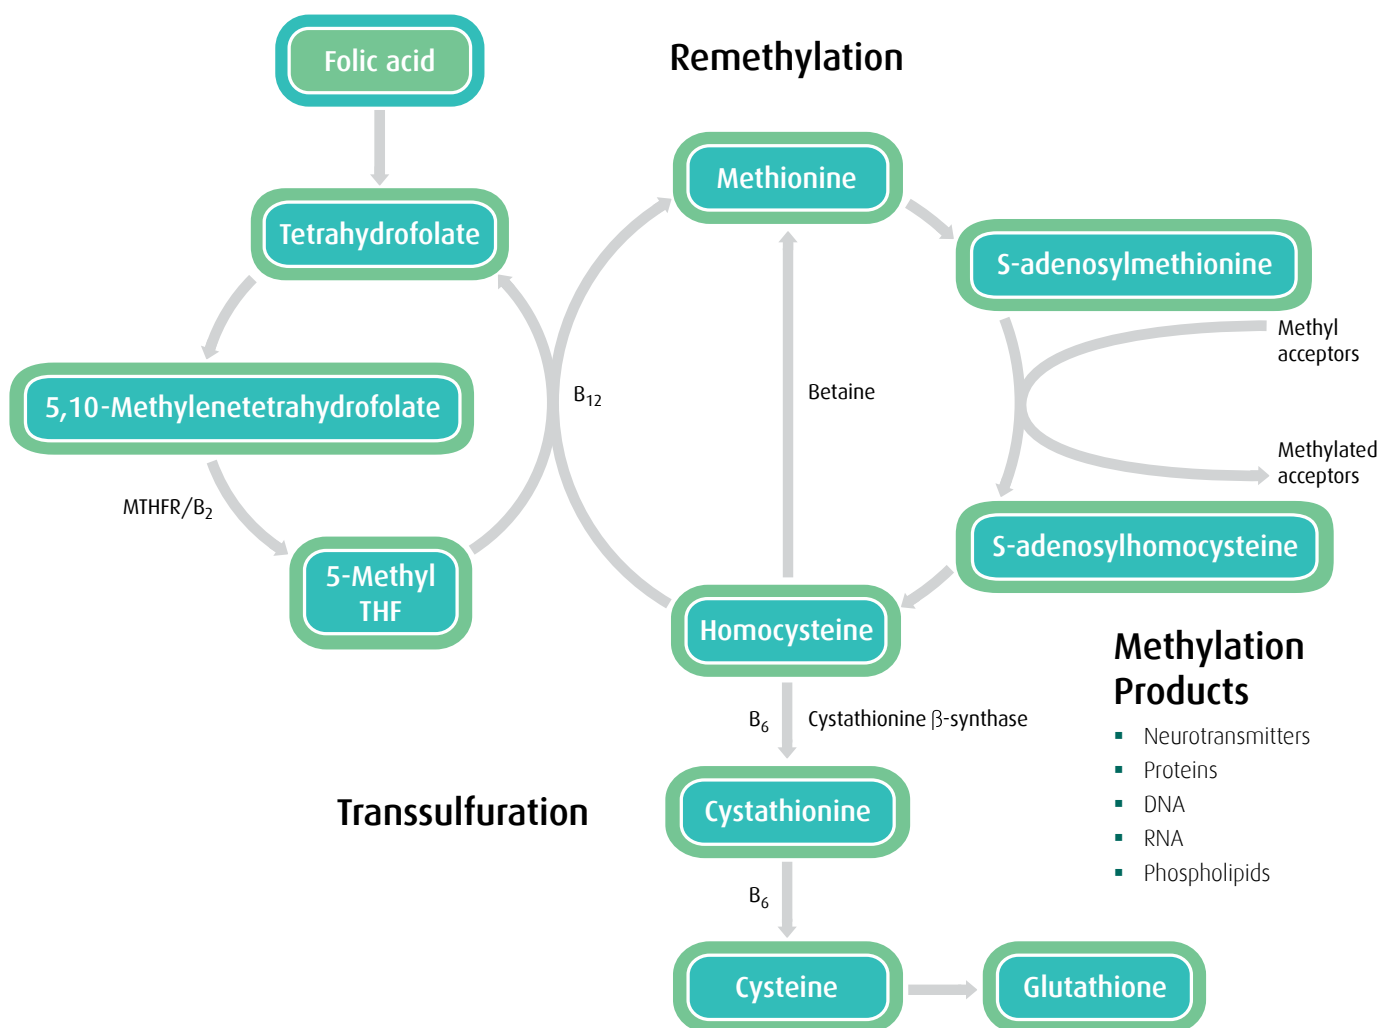 Folic acid
Remethylation
Methionine
Tetrahydrofolate
S-adenosylmethionine
Methyl
acceptors
5,10-Methylenetetrahydrofolate
B₁₂
Betaine
Methylated
acceptors
MTHFR/B₂
S-adenosylhomocysteine
5-Methyl
THF
Homocysteine
Methylation
Products
B₆
Cystathionine β-synthase
▪ Neurotransmitters
▪ Proteins
▪ DNA
▪ RNA
▪ Phospholipids
Transsulfuration
Cystathionine
B₆
Cysteine
Glutathione